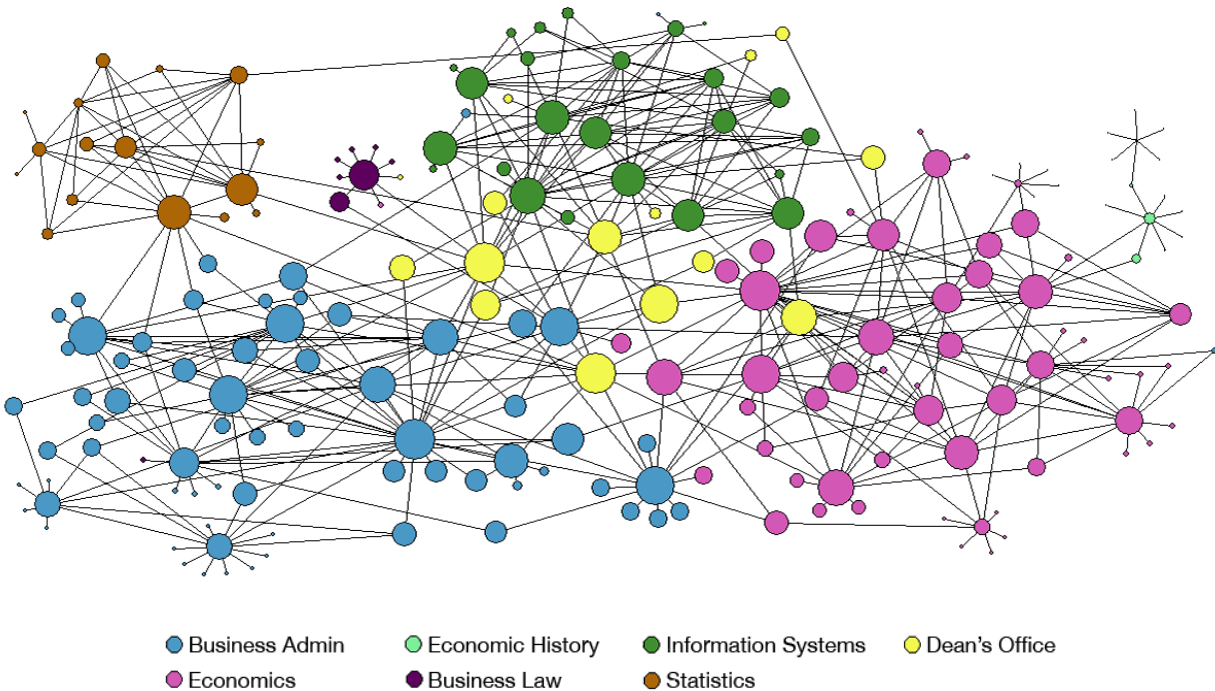 Business Admin Economic History Information Systems Dean's Office
Economics Business Law Statistics